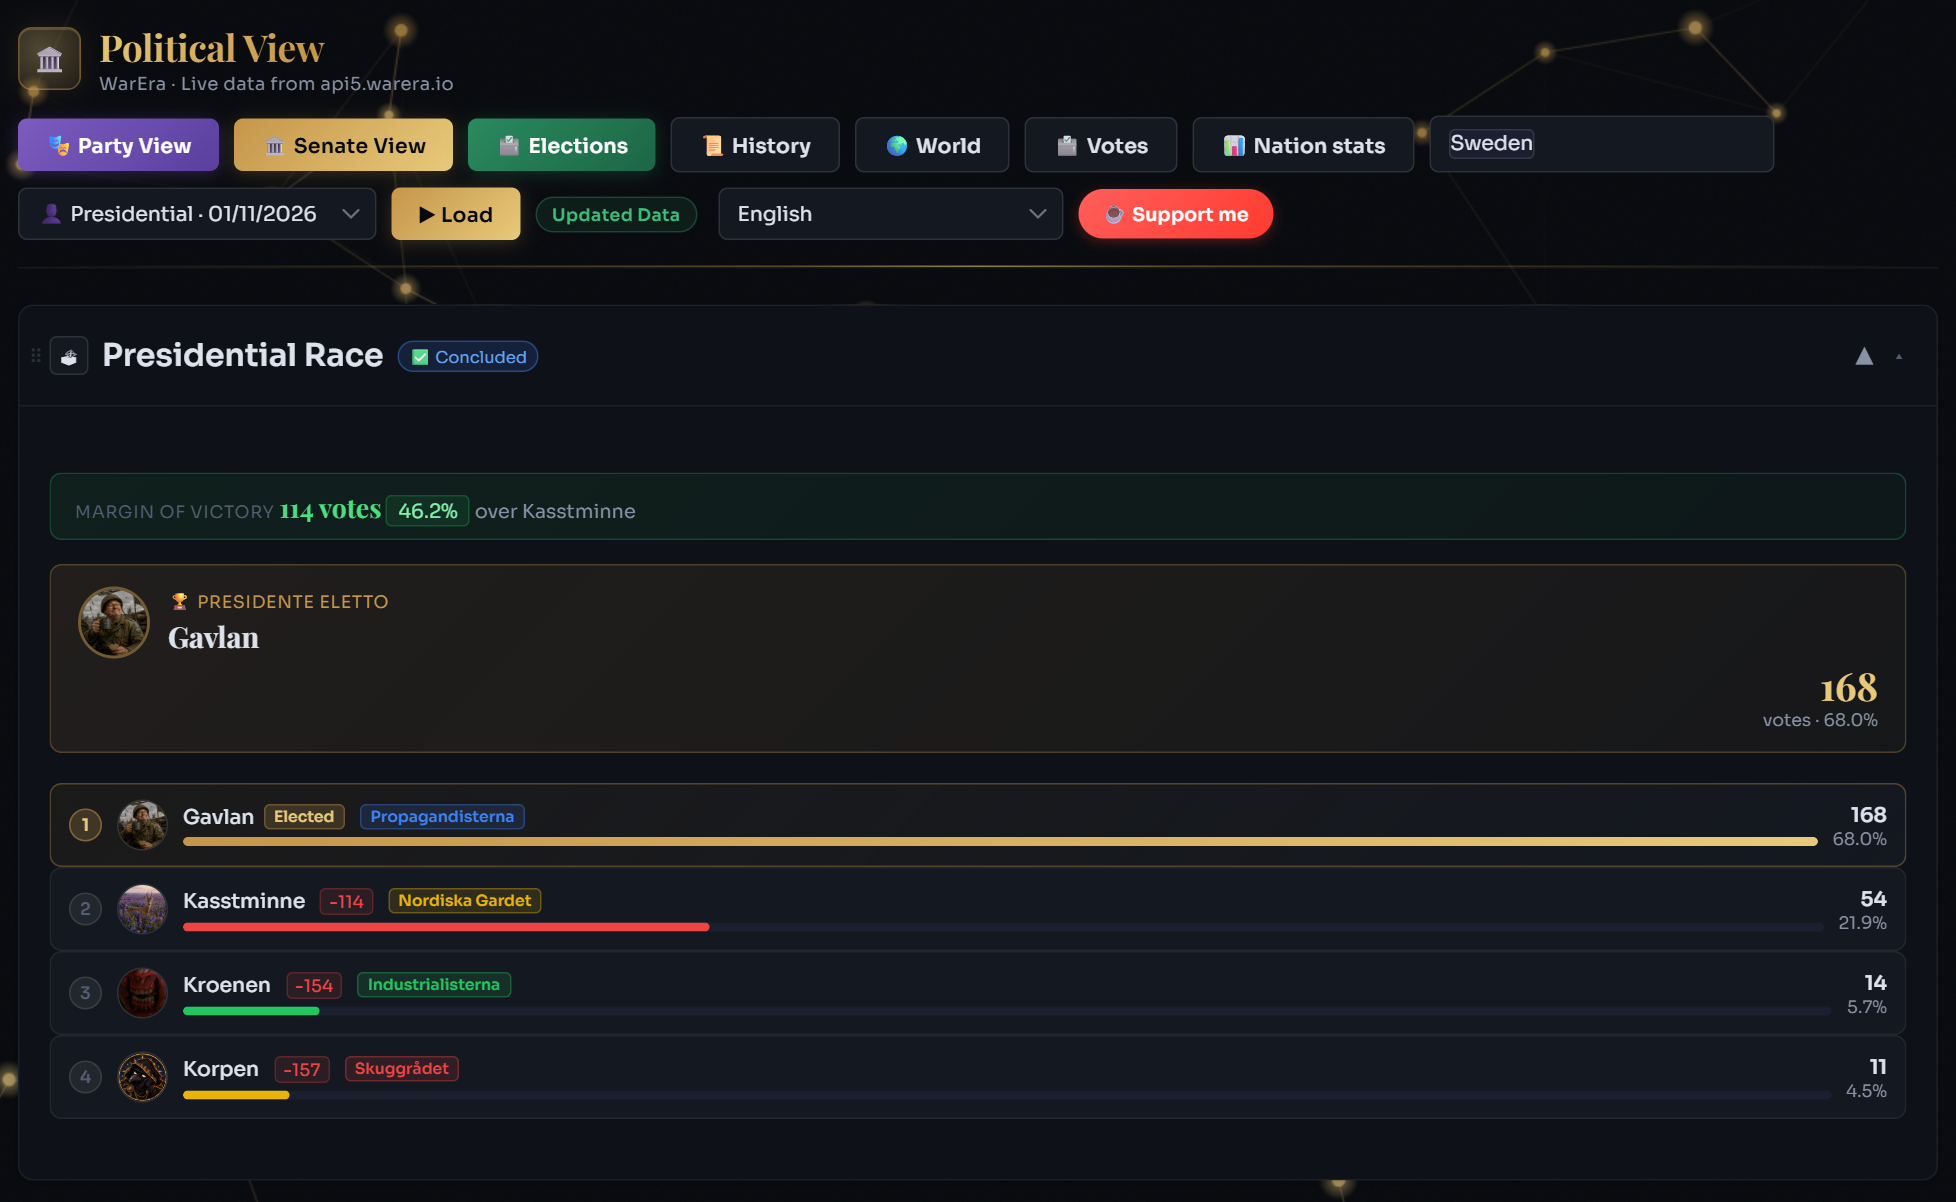 Political View
WarEra · Live data from api5.warera.io
Party View
Senate View
Elections
History
World
Votes
Nation stats
Sweden
Presidential · 01/11/2026
▶ Load
Updated Data
English
Support me
Presidential Race
Concluded
MARGIN OF VICTORY 114 votes 46.2% over Kasstminne
PRESIDENTE ELETTO
Gavlan
168
votes · 68.0%
1 Gavlan Elected Propagandisterna 168
68.0%
2 Kasstminne -114 Nordiska Gardet 54
21.9%
3 Kroenen -154 Industrialisterna 14
5.7%
4 Korpen -157 Skuggrådet 11
4.5%